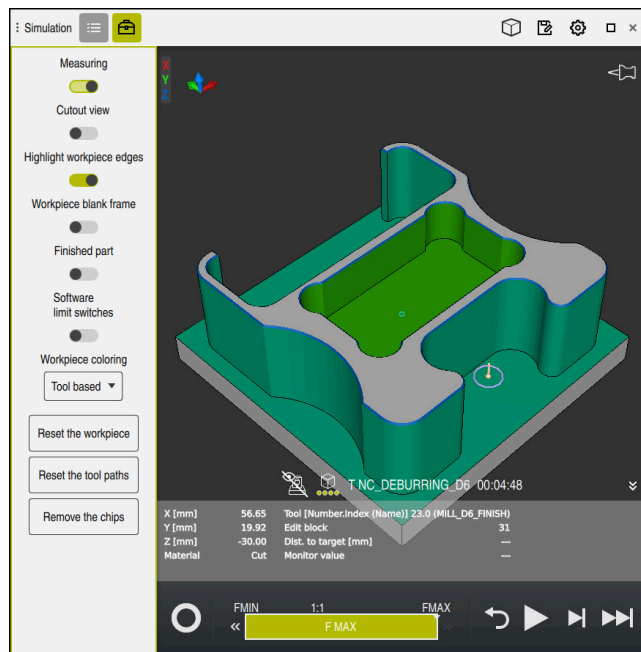 Simulation
Measuring
Cutout view
Highlight workpiece edges
Workpiece blank frame
Finished part
Software
limit switches
Workpiece coloring
Tool based
Reset the workpiece
Reset the tool paths
Remove the chips
X
Y
Z
T NC_DEBURRING_D6 00:04:48
X [mm] 56.65 Tool [Number.Index (Name)] 23.0 (MILL_D6_FINISH)
Y [mm] 19.92 Edit block 31
Z [mm] -30.00 Dist. to target [mm] ---
Material Cut Monitor value ---
FMIN 1:1 FMAX
F MAX